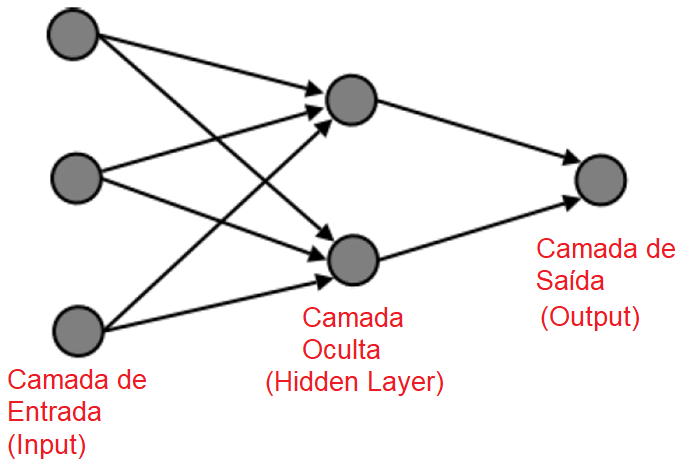 Camada de
Entrada
(Input)
Camada
Oculta
(Hidden Layer)
Camada de
Saída
(Output)